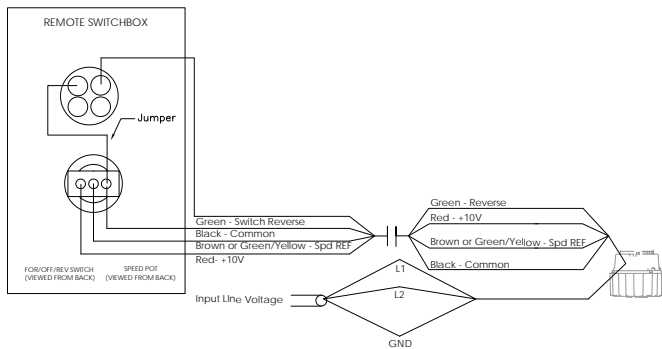 REMOTE SWITCHBOX
Jumper
FOR/OFF/REV SWITCH
(VIEWED FROM BACK)
SPEED POT
(VIEWED FROM BACK)
Green - Switch Reverse
Black - Common
Brown or Green/Yellow - Spd REF
Red- +10V
Green - Reverse
Red - +10V
Brown or Green/Yellow - Spd REF
Black - Common
Input Line Voltage
L1
L2
GND